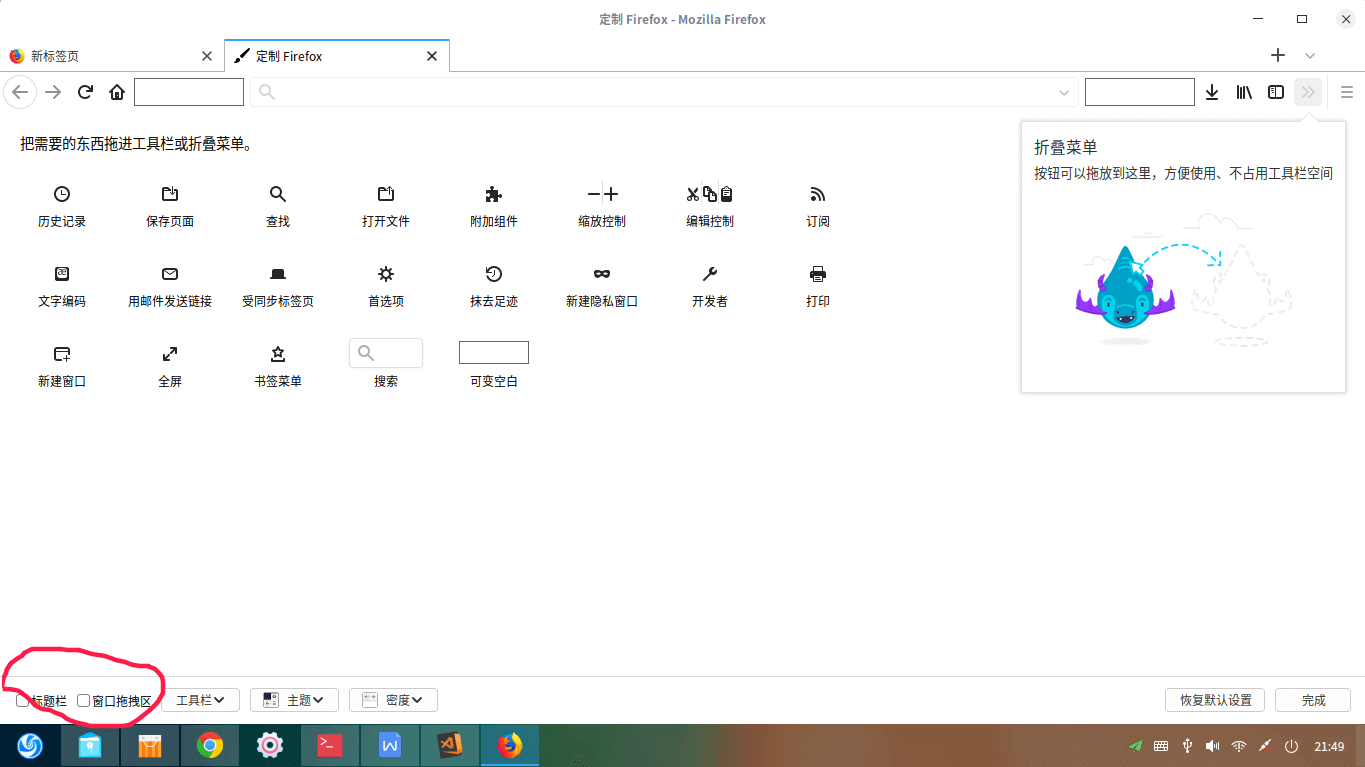 定制 Firefox - Mozilla Firefox
新标签页
定制 Firefox
把需要的东西拖进工具栏或折叠菜单。
折叠菜单
按钮可以拖放到这里，方便使用、不占用工具栏空间
历史记录 保存页面 查找 打开文件 附加组件 缩放控制 编辑控制 订阅
文字编码 用邮件发送链接 受同步标签页 首选项 抹去足迹 新建隐私窗口 开发者 打印
新建窗口 全屏 书签菜单 搜索 可变空白
标题栏 窗口拖拽区 工具栏 主题 密度 恢复默认设置 完成
21:49